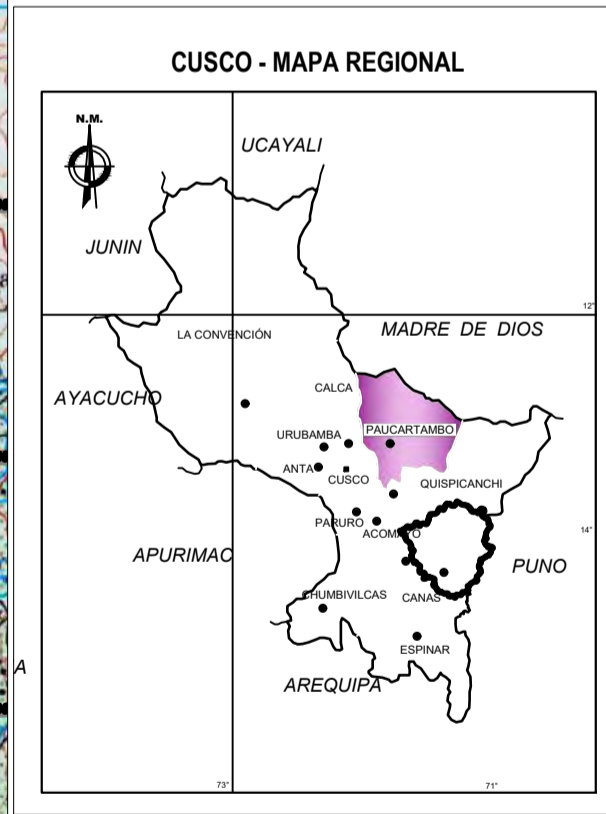 CUSCO - MAPA REGIONAL
N.M.
UCAYALI
JUNIN
12°
LA CONVENCIÓN
MADRE DE DIOS
CALCA
AYACUCHO
PAUCARTAMBO
URUBAMBA
ANTA
CUSCO
QUISPICANCHI
PARURO
ACOMAYO
14°
APURIMAC
PUNO
CHUMBIVILCAS
CANAS
ESPINAR
A
AREQUIPA
73°
71°